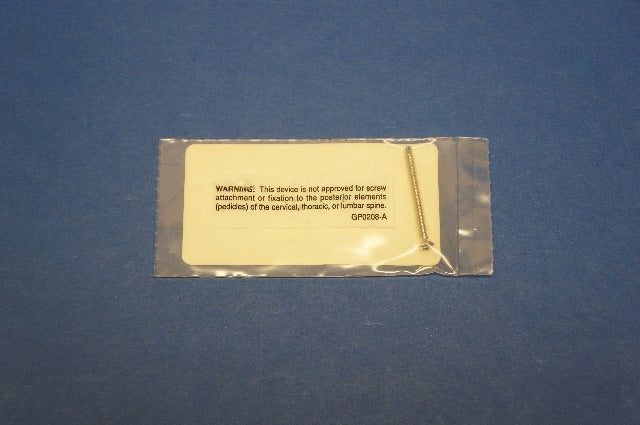 WARNING: This device is not approved for screw
attachment or fixation to the posterior elements
(pedicles) of the cervical, thoracic, or lumbar spine.
GP0208-A